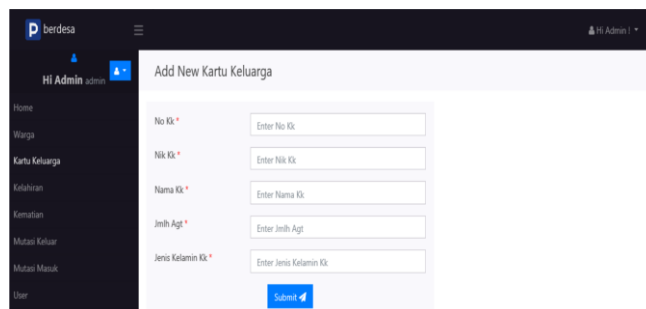 berdesa
Hi Admin !
Hi Admin admin
Home
Warga
Kartu Keluarga
Kelahiran
Kematian
Mutasi Keluar
Mutasi Masuk
User
Add New Kartu Keluarga
No Kk *
Enter No Kk
Nik Kk *
Enter Nik Kk
Nama Kk *
Enter Nama Kk
Jmlh Agt *
Enter Jmlh Agt
Jenis Kelamin Kk *
Enter Jenis Kelamin Kk
Submit